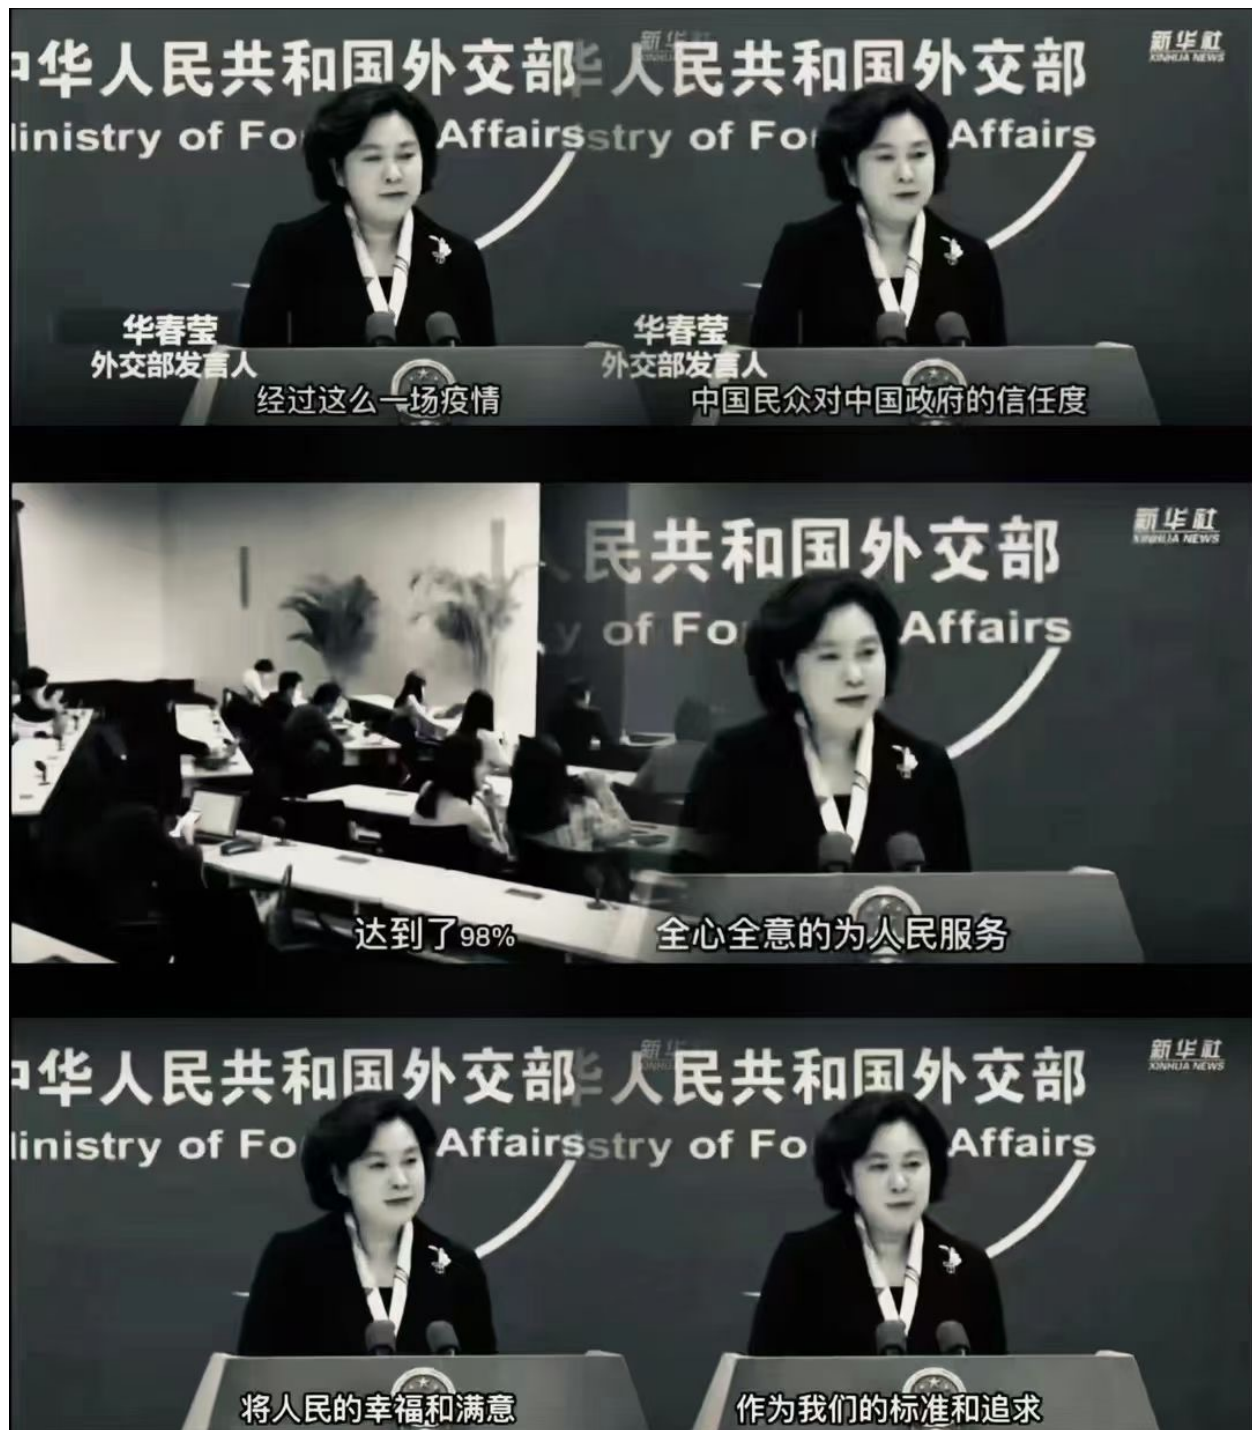 中华人民共和国外交部
华人民共和国外交部
新华社
XINHUA NEWS
Ministry of Fo Affairs
stry of Fo Affairs
华春莹
外交部发言人
经过这么一场疫情
华春莹
外交部发言人
中国民众对中国政府的信任度
人民共和国外交部
新华社
XINHUA NEWS
y of Fo Affairs
达到了98%
全心全意的为人民服务
中华人民共和国外交部
华人民共和国外交部
新华社
XINHUA NEWS
linistry of Fo Affairs
stry of Fo Affairs
将人民的幸福和满意
作为我们的标准和追求